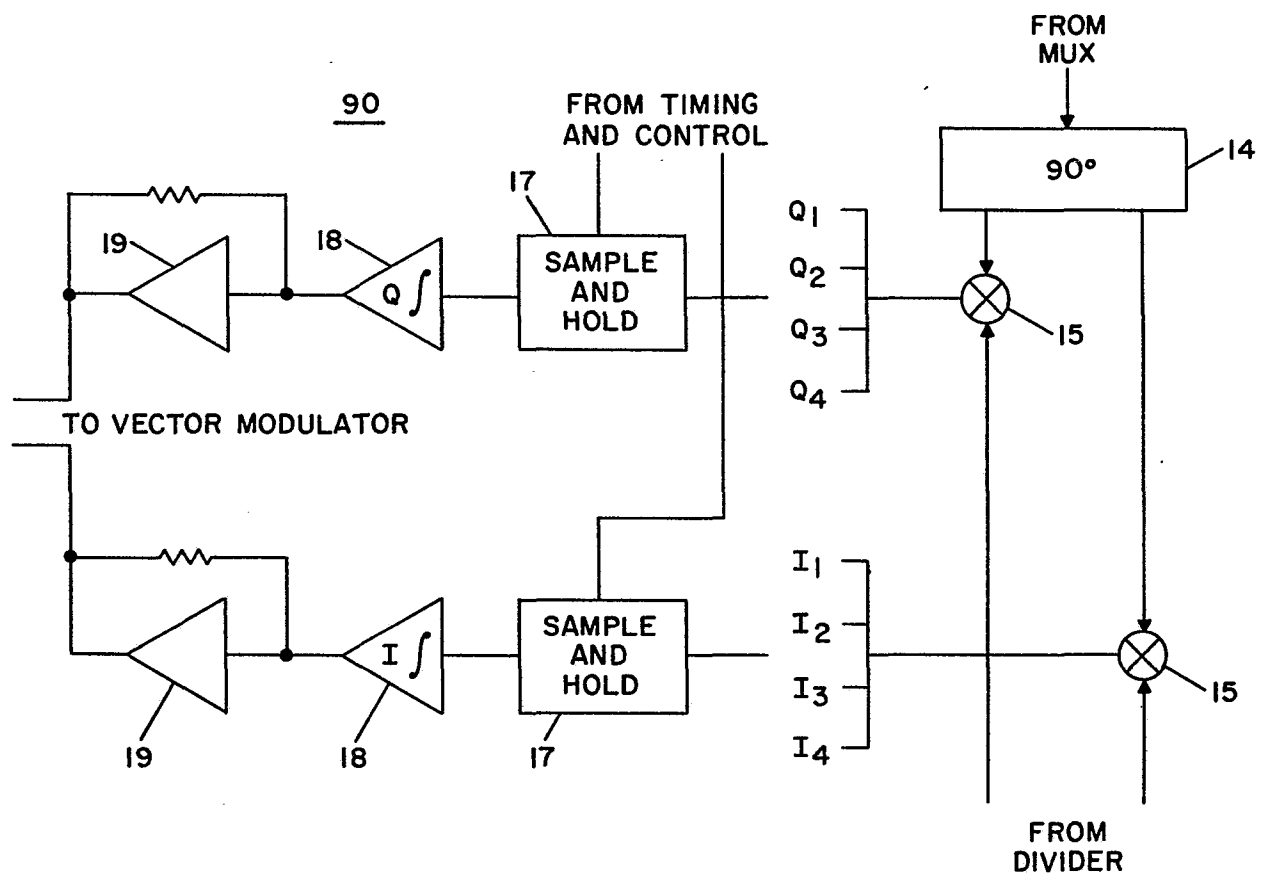 FROM
MUX
90
FROM TIMING
AND CONTROL
14
90°
17
Q1
19
18
SAMPLE
AND
HOLD
Q2
Q∫
15
Q3
Q4
TO VECTOR MODULATOR
I1
SAMPLE
AND
HOLD
I2
I∫
15
I3
19
18
17
I4
FROM
DIVIDER